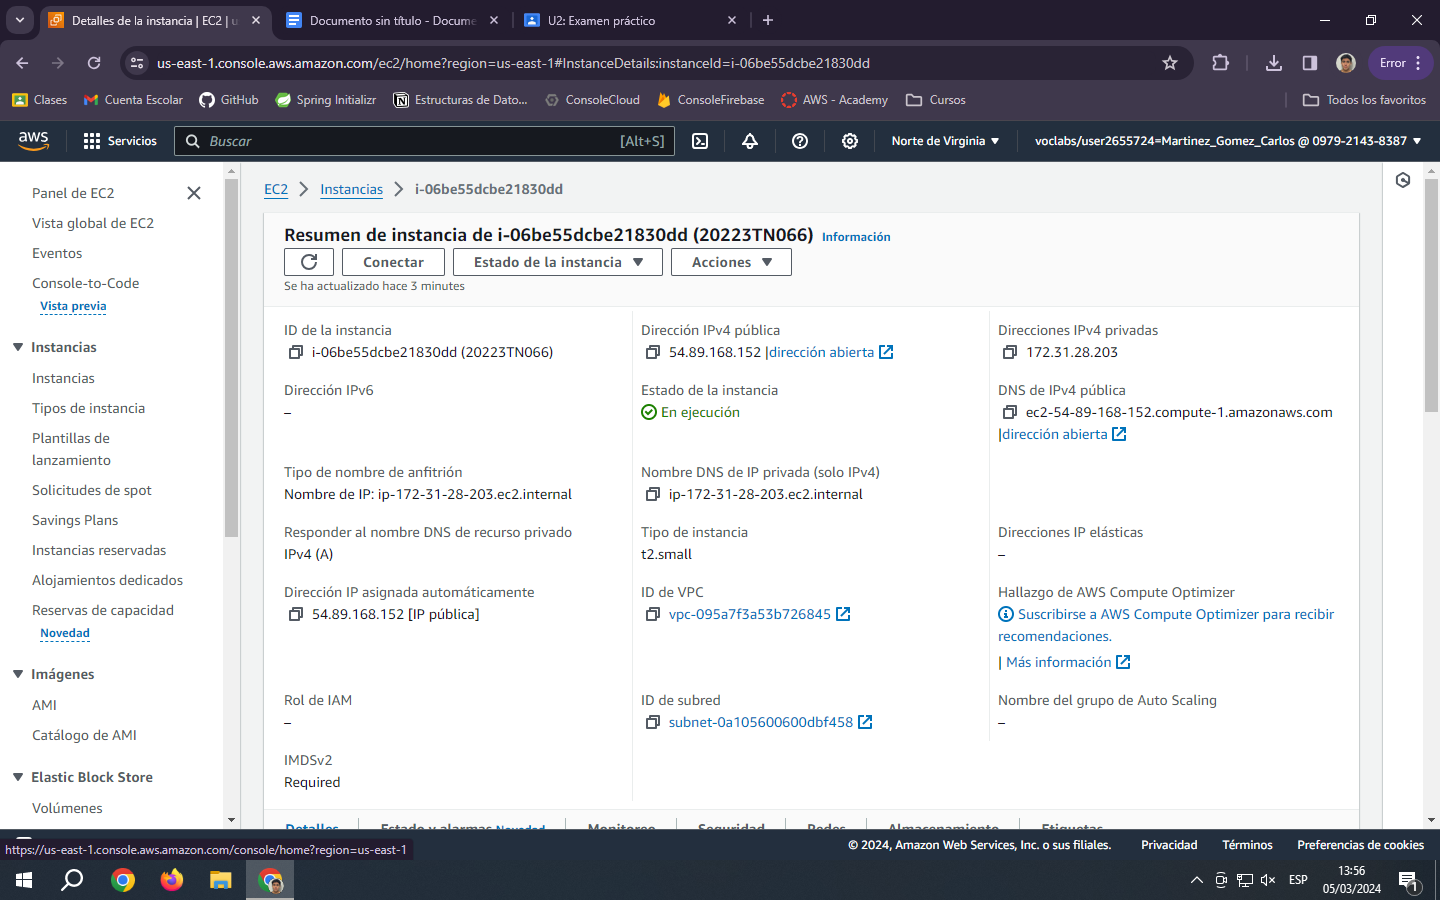 Detalles de la instancia | EC2 | u
Documento sin título - Docume
U2: Examen práctico
us-east-1.console.aws.amazon.com/ec2/home?region=us-east-1#InstanceDetails:instanceId=i-06be55dcbe21830dd
Error
Clases
Cuenta Escolar
GitHub
Spring Initializr
Estructuras de Dato...
ConsoleCloud
ConsoleFirebase
AWS - Academy
Cursos
Todos los favoritos
aws
Servicios
Buscar
[Alt+S]
Norte de Virginia
voclabs/user2655724=Martinez_Gomez_Carlos @ 0979-2143-8387
Panel de EC2
Vista global de EC2
Eventos
Console-to-Code
Vista previa
Instancias
Instancias
Tipos de instancia
Plantillas de
lanzamiento
Solicitudes de spot
Savings Plans
Instancias reservadas
Alojamientos dedicados
Reservas de capacidad
Novedad
Imágenes
AMI
Catálogo de AMI
Elastic Block Store
Volúmenes
EC2
Instancias
i-06be55dcbe21830dd
Resumen de instancia de i-06be55dcbe21830dd (20223TN066)
Información
Conectar
Estado de la instancia
Acciones
Se ha actualizado hace 3 minutes
ID de la instancia
i-06be55dcbe21830dd (20223TN066)
Dirección IPv4 pública
54.89.168.152 |dirección abierta
Direcciones IPv4 privadas
172.31.28.203
Dirección IPv6
–
Estado de la instancia
En ejecución
DNS de IPv4 pública
ec2-54-89-168-152.compute-1.amazonaws.com
|dirección abierta
Tipo de nombre de anfitrión
Nombre de IP: ip-172-31-28-203.ec2.internal
Nombre DNS de IP privada (solo IPv4)
ip-172-31-28-203.ec2.internal
Responder al nombre DNS de recurso privado
IPv4 (A)
Tipo de instancia
t2.small
Direcciones IP elásticas
–
Dirección IP asignada automáticamente
54.89.168.152 [IP pública]
ID de VPC
vpc-095a7f3a53b726845
Hallazgo de AWS Compute Optimizer
Suscribirse a AWS Compute Optimizer para recibir
recomendaciones.
| Más información
Rol de IAM
–
ID de subred
subnet-0a105600600dbf458
Nombre del grupo de Auto Scaling
–
IMDSv2
Required
Detalles
Estado y alarmas Novedad
Monitoreo
Seguridad
Redes
Almacenamiento
Etiquetas
https://us-east-1.console.aws.amazon.com/console/home?region=us-east-1
© 2024, Amazon Web Services, Inc. o sus filiales.
Privacidad
Términos
Preferencias de cookies
ESP
13:56
05/03/2024
1